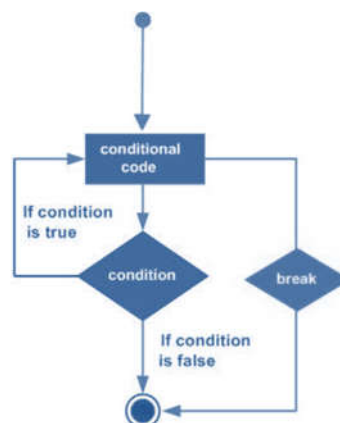 conditional
code
If condition
is true
condition
break
If condition
is false